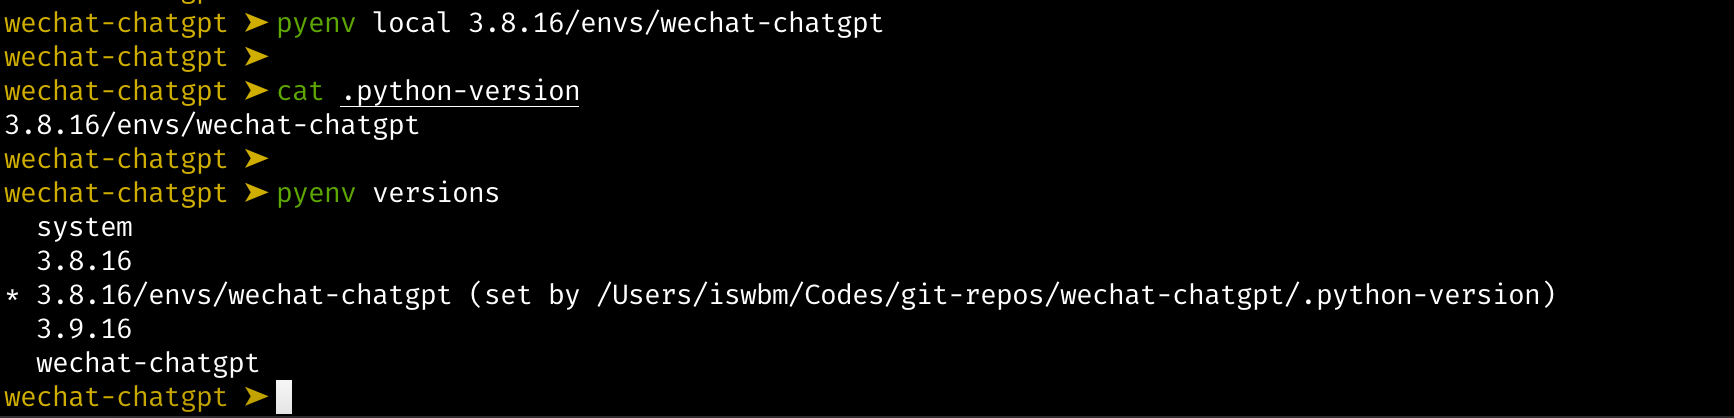 wechat-chatgpt ➤ pyenv local 3.8.16/envs/wechat-chatgpt
wechat-chatgpt ➤
wechat-chatgpt ➤ cat .python-version
3.8.16/envs/wechat-chatgpt
wechat-chatgpt ➤
wechat-chatgpt ➤ pyenv versions
  system
  3.8.16
* 3.8.16/envs/wechat-chatgpt (set by /Users/iswbm/Codes/git-repos/wechat-chatgpt/.python-version)
  3.9.16
  wechat-chatgpt
wechat-chatgpt ➤